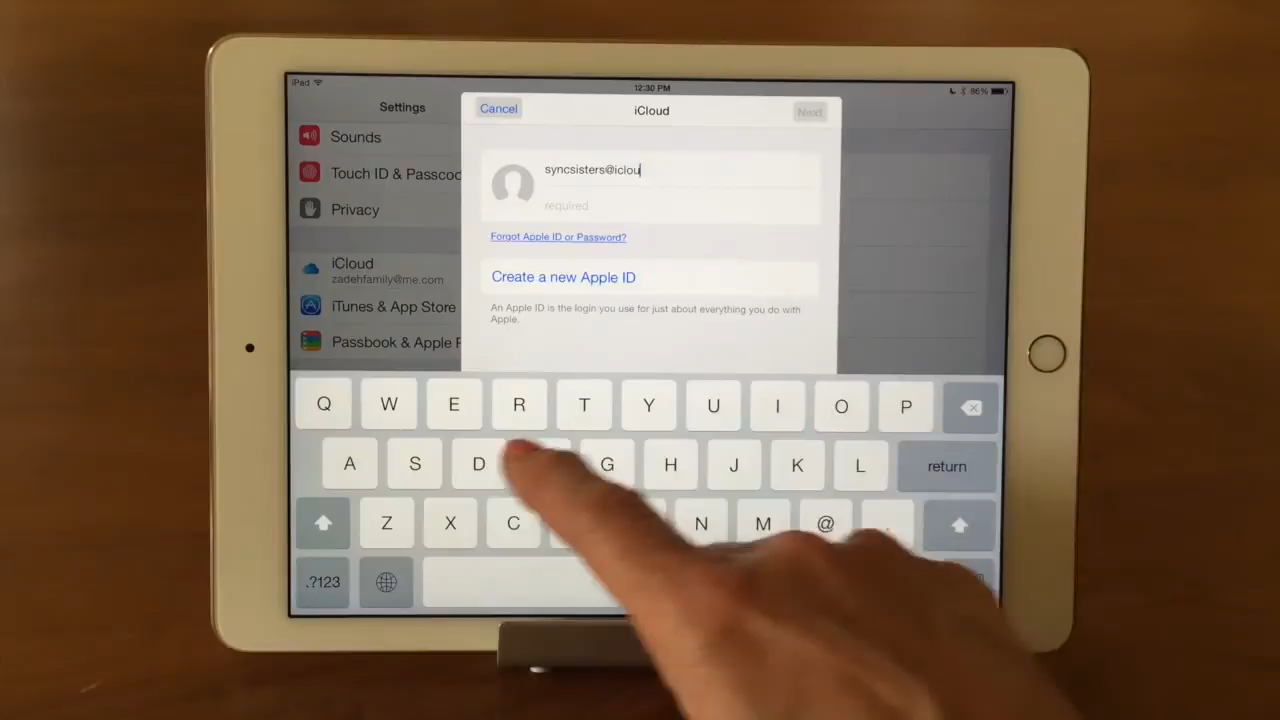 iPad
12:30 PM
86%
Settings
Cancel
iCloud
Next
Sounds
Touch ID & Passcoc
Privacy
iCloud
zadehfamily@me.com
iTunes & App Store
Passbook & Apple P
syncsisters@iclou
required
Forgot Apple ID or Password?
Create a new Apple ID
An Apple ID is the login you use for just about everything you do with
Apple.
Q W E R T Y U I O P
A S D G H J K L return
Z X C N M @ .
.?123